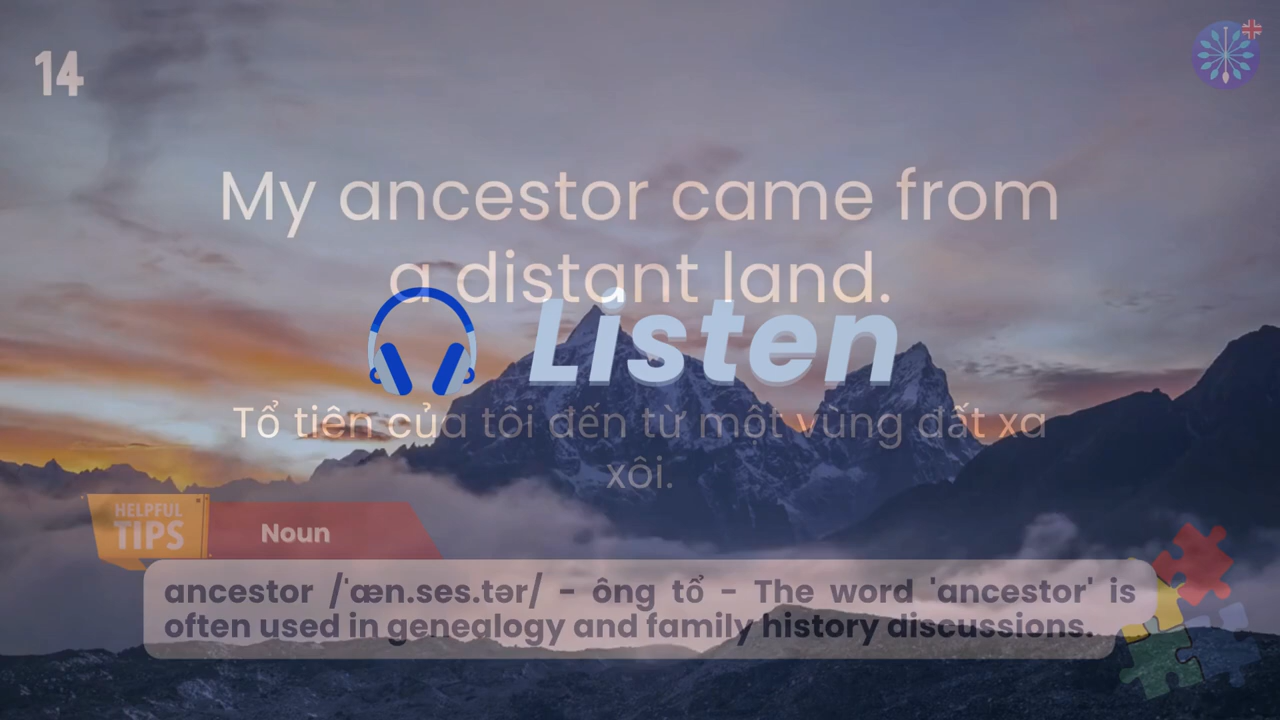 14
My ancestor came from
a distant land.
Listen
Tổ tiên của tôi đến từ một vùng đất xa
xôi.
HELPFUL
TIPS
Noun
ancestor /ˈæn.ses.tər/ - ông tổ - The word 'ancestor' is
often used in genealogy and family history discussions.